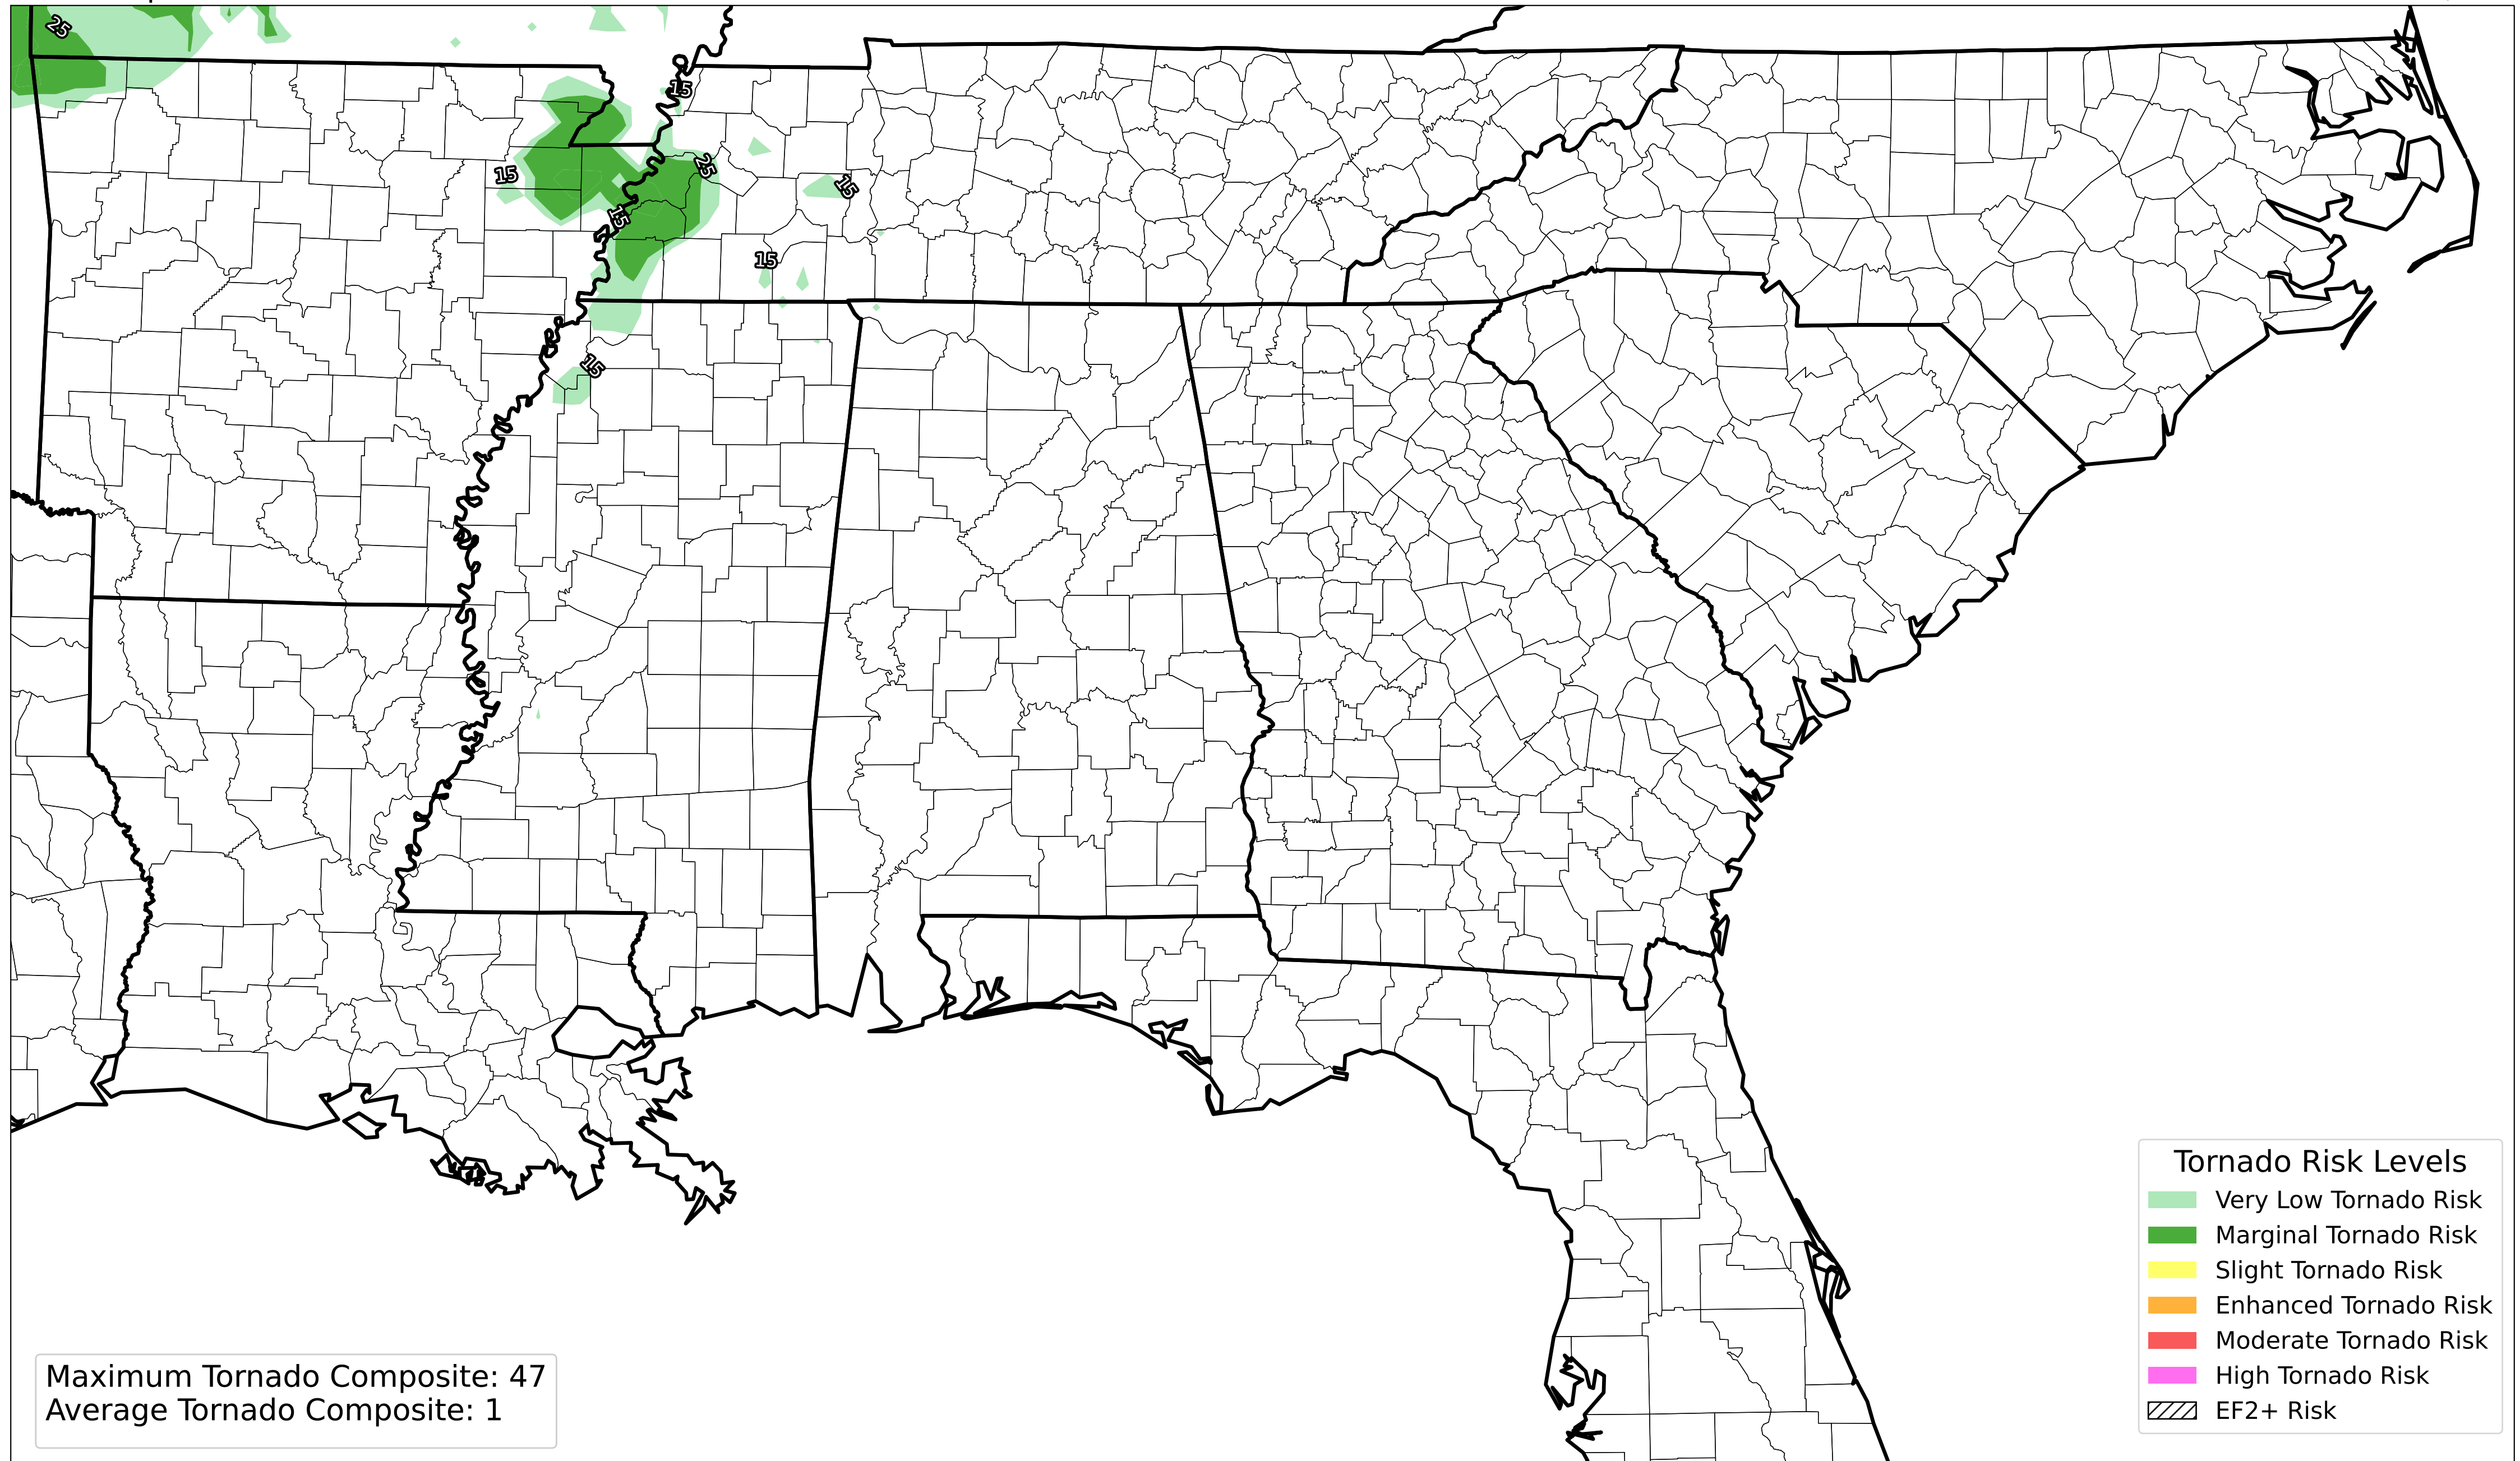 25
15
25
15
15
15
15
15
Tornado Risk Levels
Very Low Tornado Risk
Marginal Tornado Risk
Slight Tornado Risk
Enhanced Tornado Risk
Moderate Tornado Risk
High Tornado Risk
EF2+ Risk
Maximum Tornado Composite: 47
Average Tornado Composite: 1